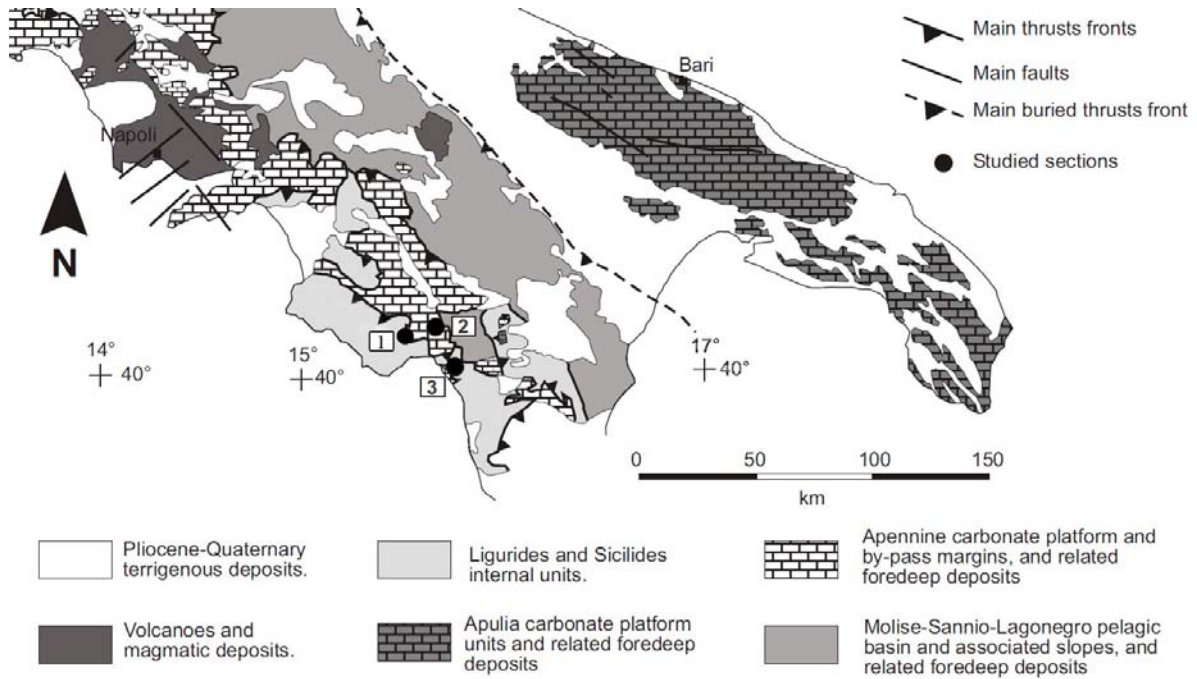 Main thrusts fronts
Main faults
Main buried thrusts front
Studied sections
Bari
Napoli
N
1
2
3
14°
40°
15°
40°
17°
40°
0 50 100 150
km
Pliocene-Quaternary
terrigenous deposits.
Ligurides and Sicilides
internal units.
Apennine carbonate platform and
by-pass margins, and related
foredeep deposits
Volcanoes and
magmatic deposits.
Apulia carbonate platform
units and related foredeep
deposits
Molise-Sannio-Lagonegro pelagic
basin and associated slopes, and
related foredeep deposits